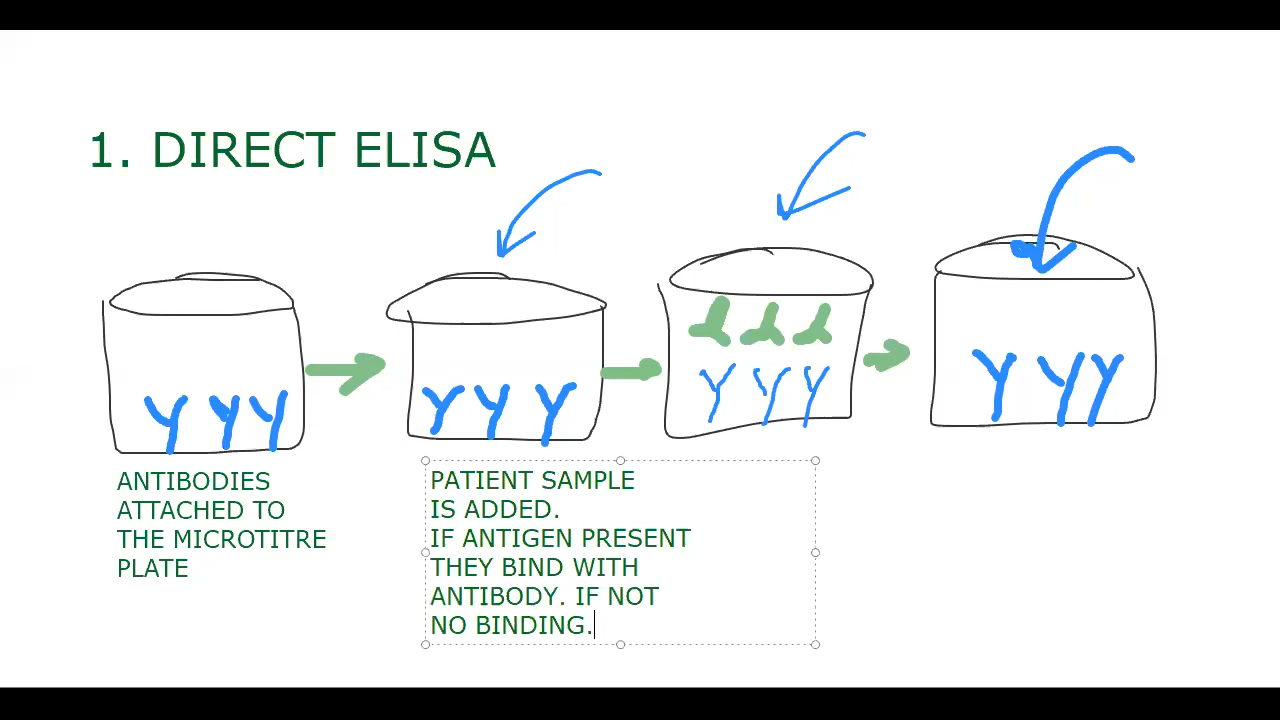 1. DIRECT ELISA
ANTIBODIES
ATTACHED TO
THE MICROTITRE
PLATE
PATIENT SAMPLE
IS ADDED.
IF ANTIGEN PRESENT
THEY BIND WITH
ANTIBODY. IF NOT
NO BINDING.